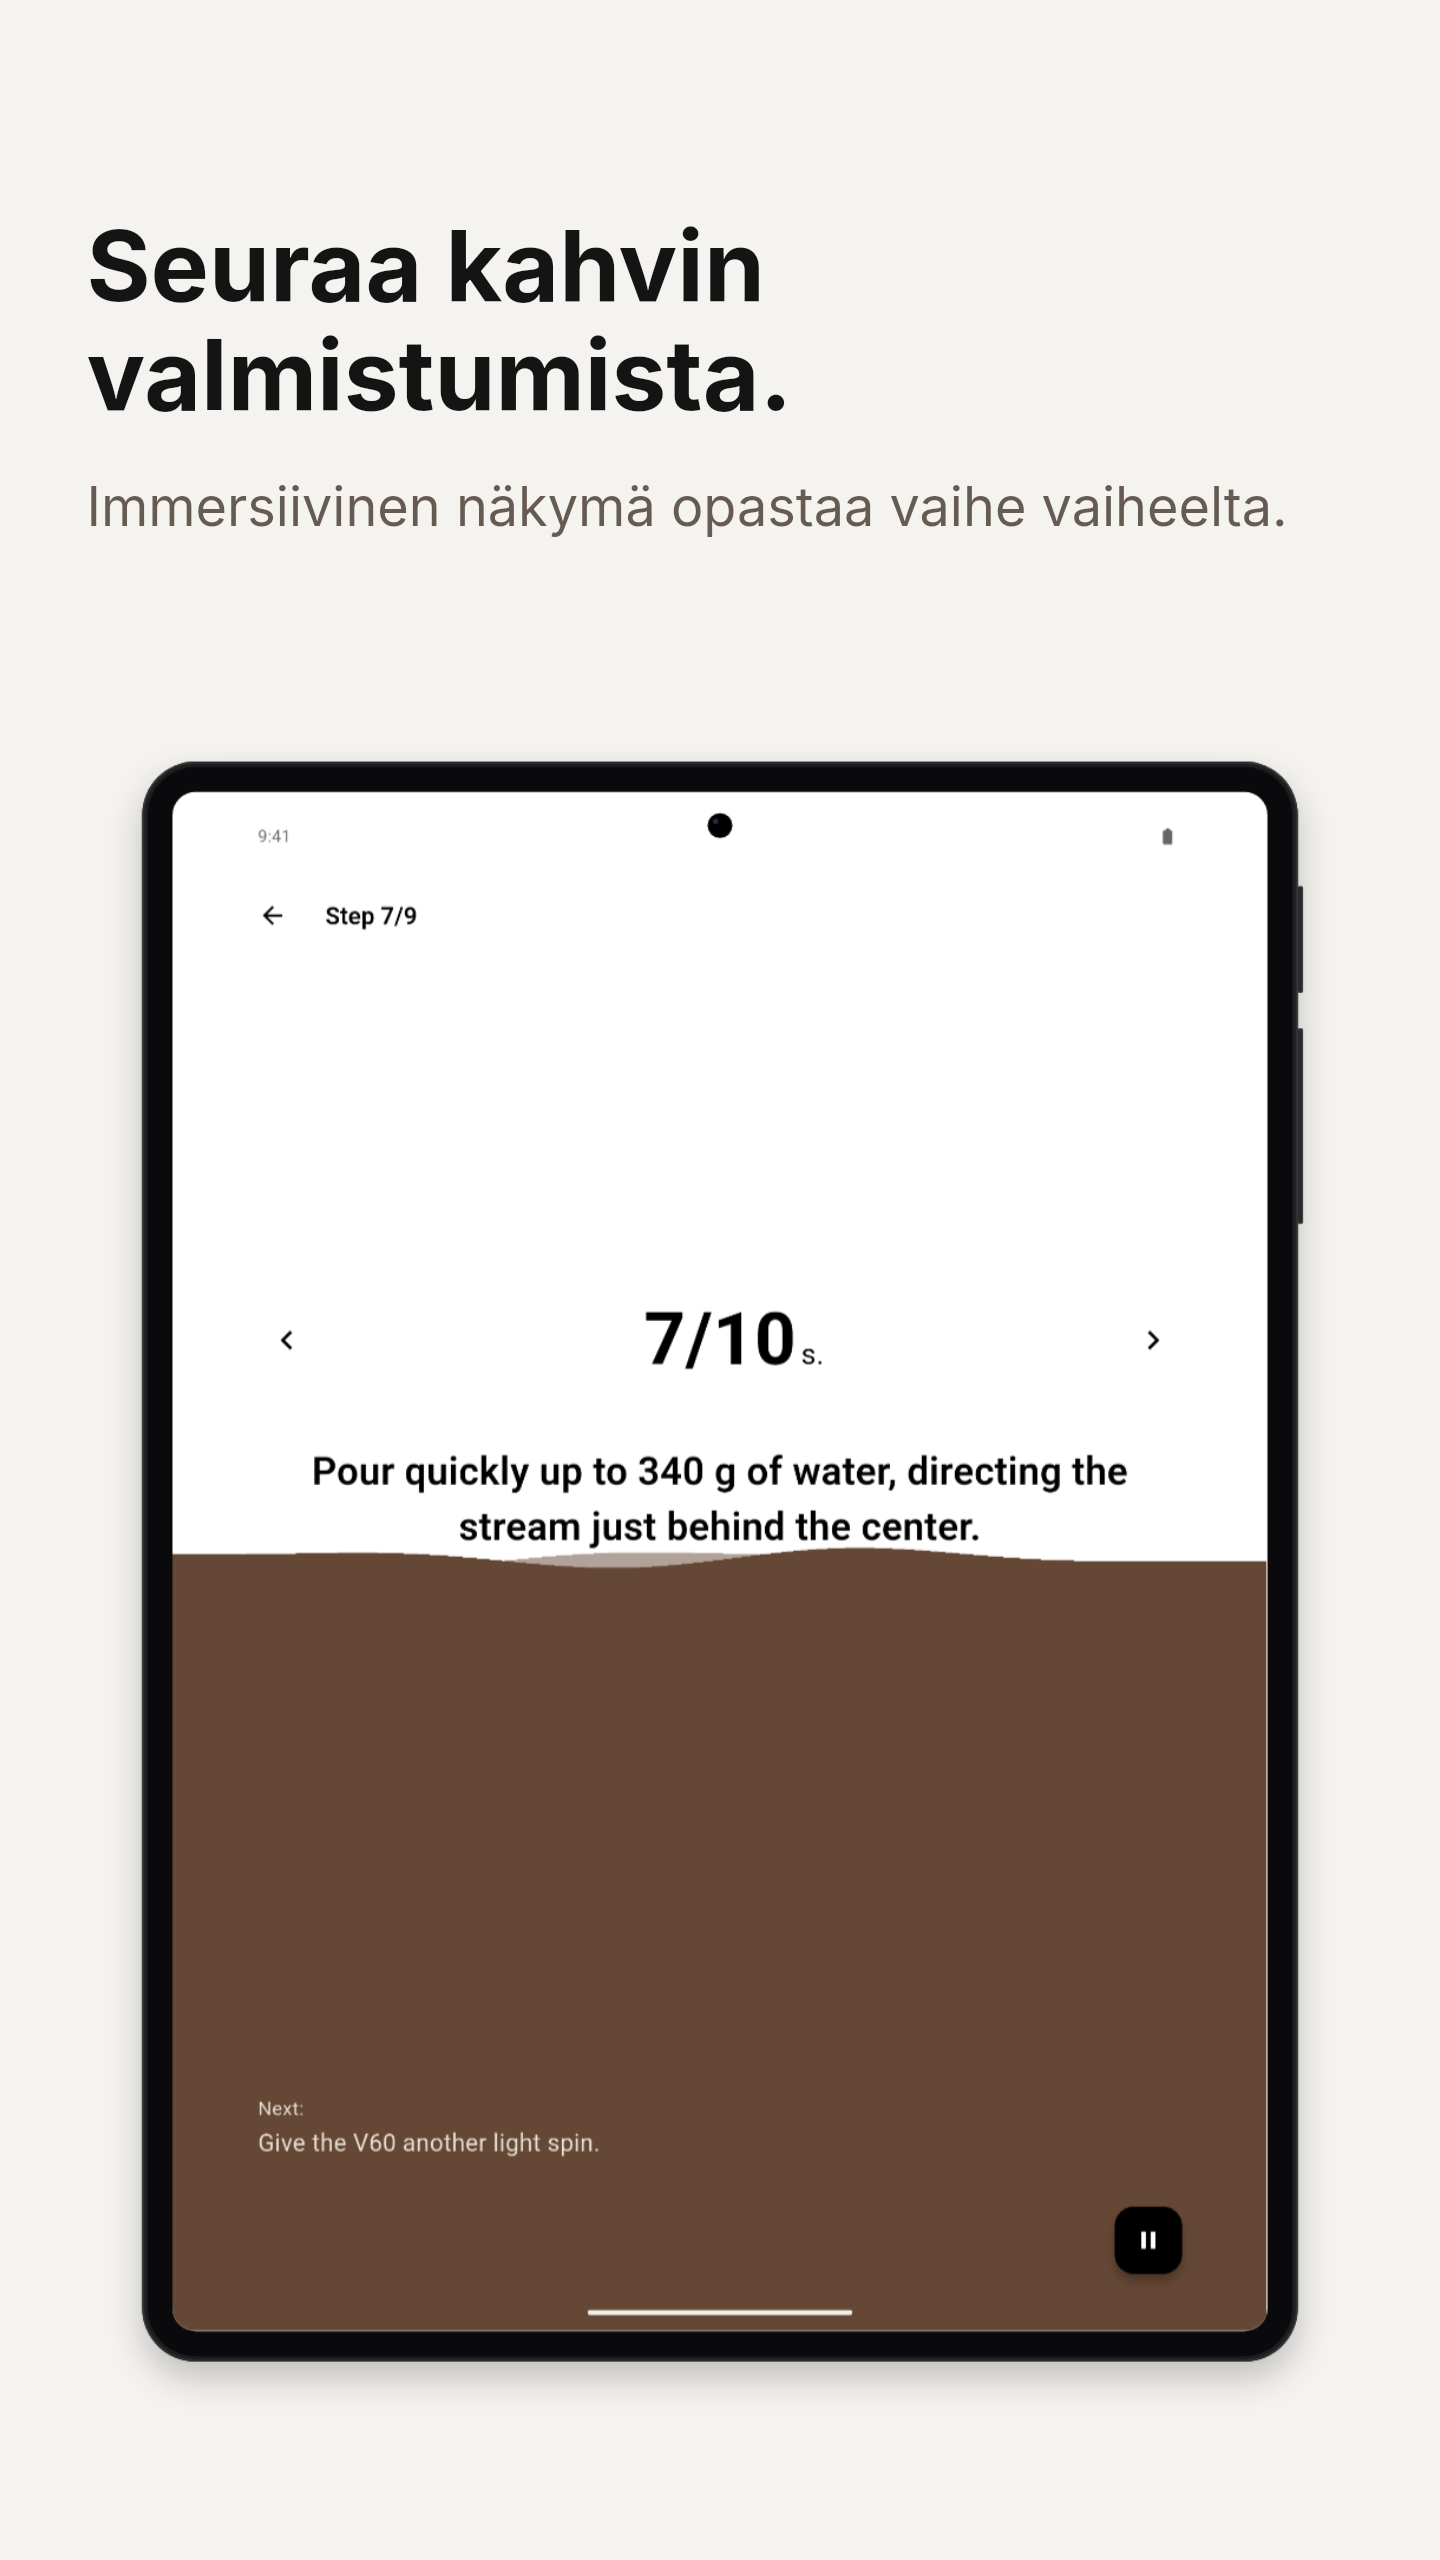 Seuraa kahvin
valmistumista.
Immersiivinen näkymä opastaa vaihe vaiheelta.
9:41
Step 7/9
7/10 s.
Pour quickly up to 340 g of water, directing the
stream just behind the center.
Next:
Give the V60 another light spin.